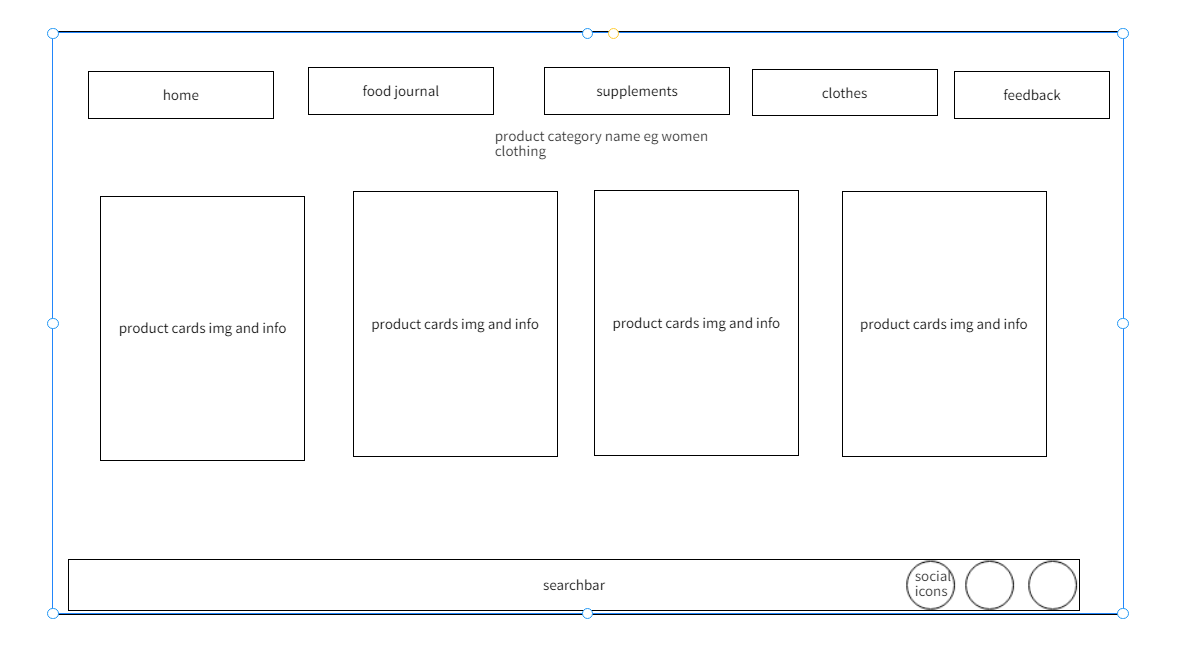 home
food journal
supplements
clothes
feedback
product category name eg women
clothing
product cards img and info
product cards img and info
product cards img and info
product cards img and info
searchbar
social
icons